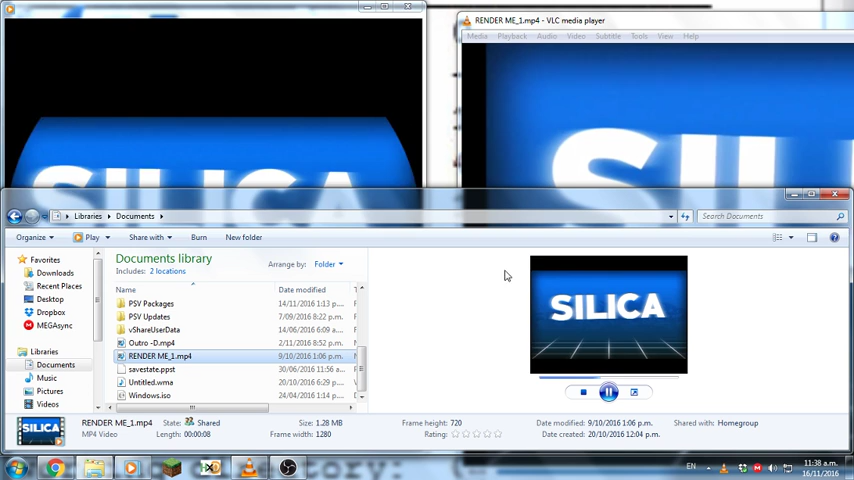 RENDER ME_1.mp4 - VLC media player
Media Playback Audio Video Subtitle Tools View Help
SILICA
SIL
Libraries Documents
Search Documents
Organize Play Share with Burn New folder
Favorites
Downloads
Recent Places
Desktop
Dropbox
MEGAsync
Libraries
Documents
Music
Pictures
Videos
Documents library
Includes: 2 locations
Arrange by: Folder
Name Date modified
PSV Packages 14/11/2016 1:13 p....
PSV Updates 7/09/2016 8:22 p.m.
vShareUserData 14/06/2016 6:09 a....
Outro -D.mp4 2/11/2016 8:52 p.m.
RENDER ME_1.mp4 9/10/2016 1:06 p.m.
savestate.ppst 30/06/2016 11:56 a...
Untitled.wma 20/10/2016 6:29 p....
Windows.iso 24/04/2016 1:14 p....
SILICA
SILICA
RENDER ME_1.mp4 State: Shared Size: 1.28 MB Frame height: 720 Date modified: 9/10/2016 1:06 p.m. Shared with: Homegroup
MP4 Video Length: 00:00:08 Frame width: 1280 Rating: Date created: 20/10/2016 12:04 p.m.
directory:
EN
11:38 a.m.
16/11/2016